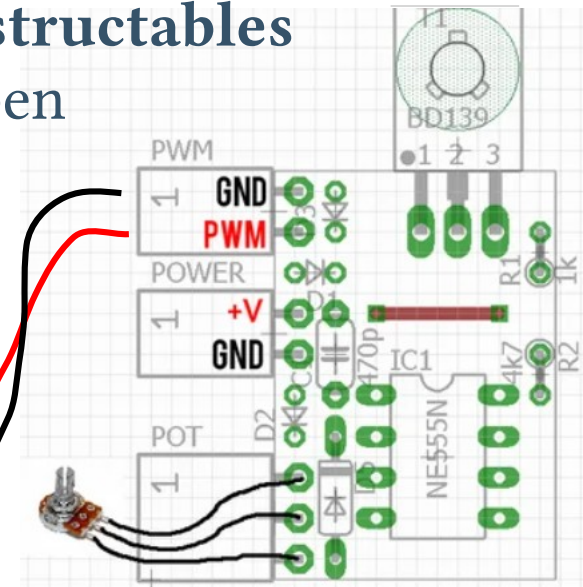 structables
en
T1
BD139
1 2 3
PWM
1
GND
PWM
3
R1
1k
POWER
1
+V
GND
D1
C
470p
IC1
NE555N
4k7
R2
D2
POT
1